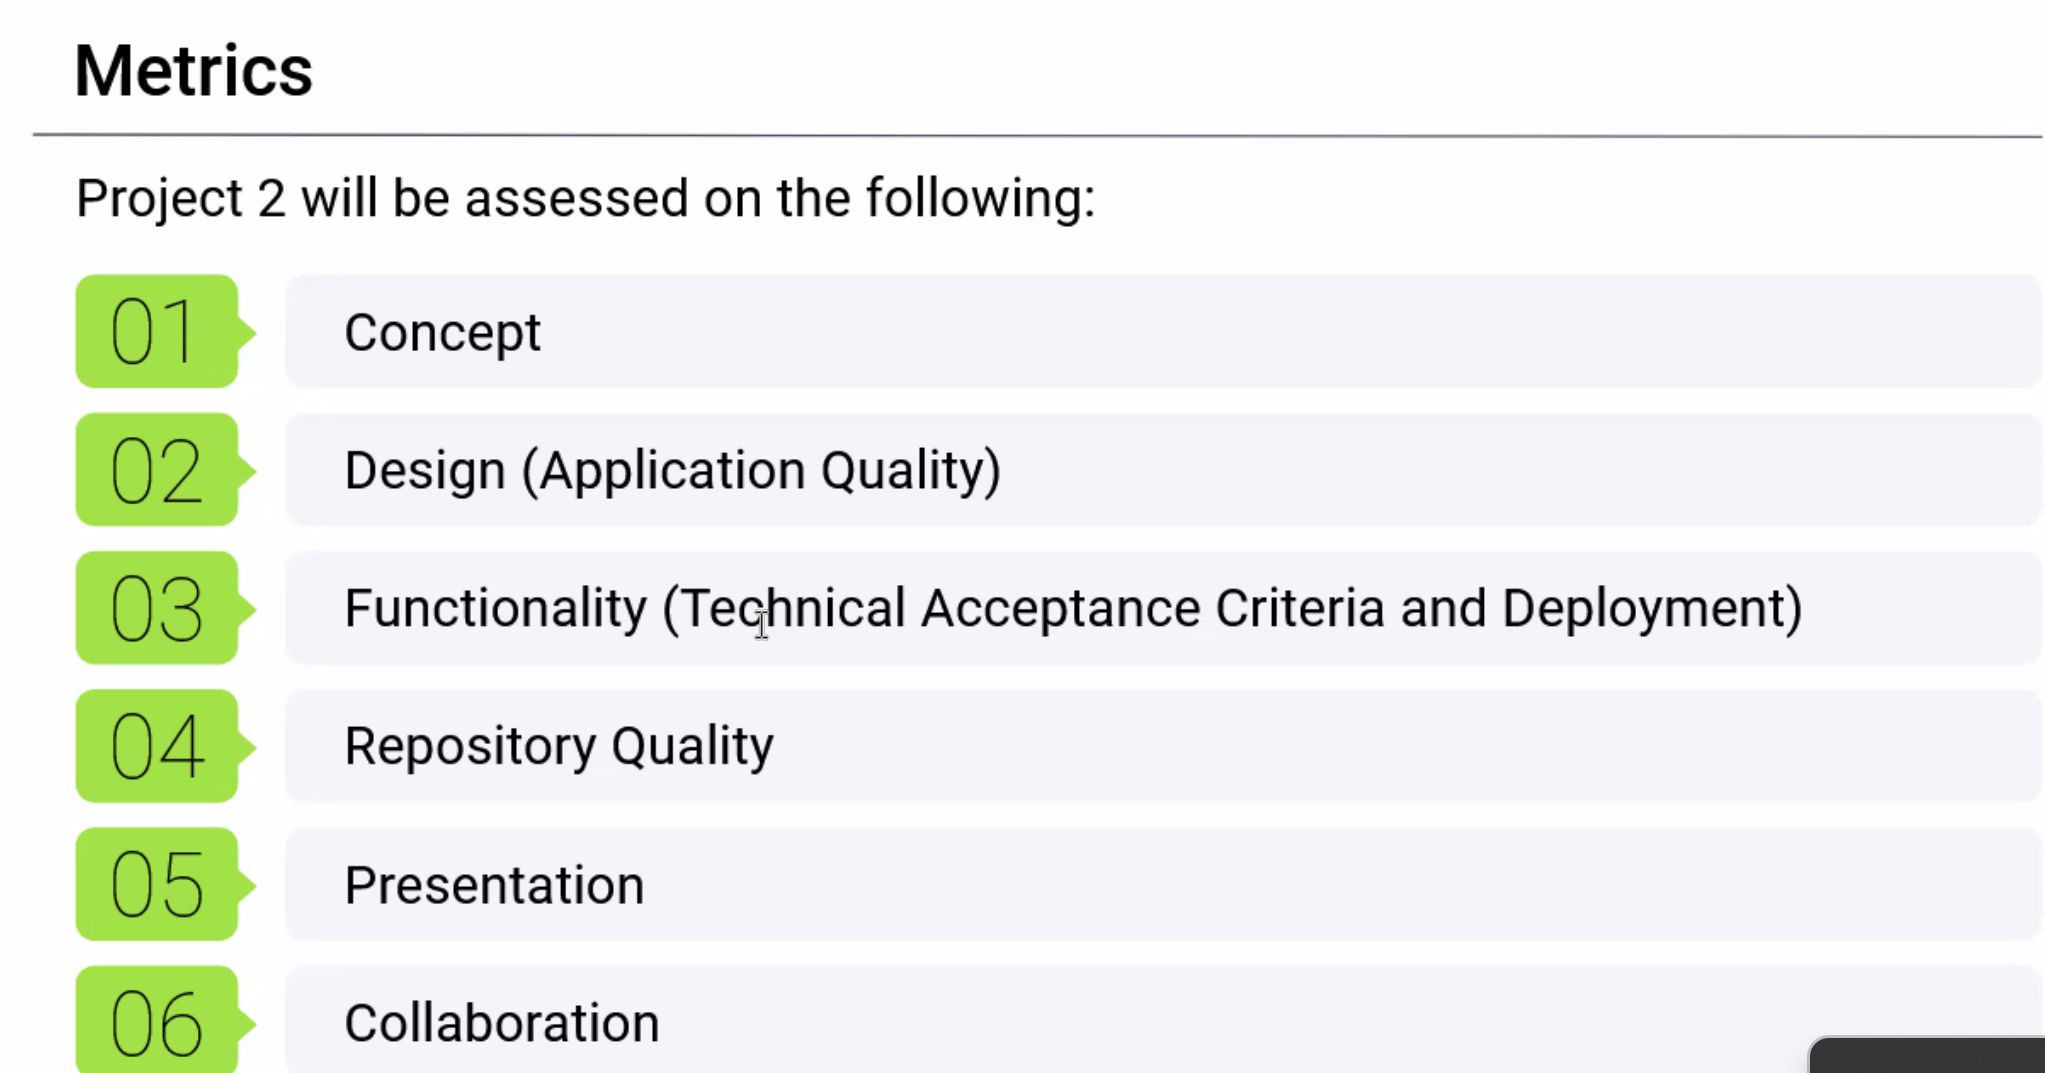 Metrics
Project 2 will be assessed on the following:
01
Concept
02
Design (Application Quality)
03
Functionality (Technical Acceptance Criteria and Deployment)
04
Repository Quality
05
Presentation
06
Collaboration